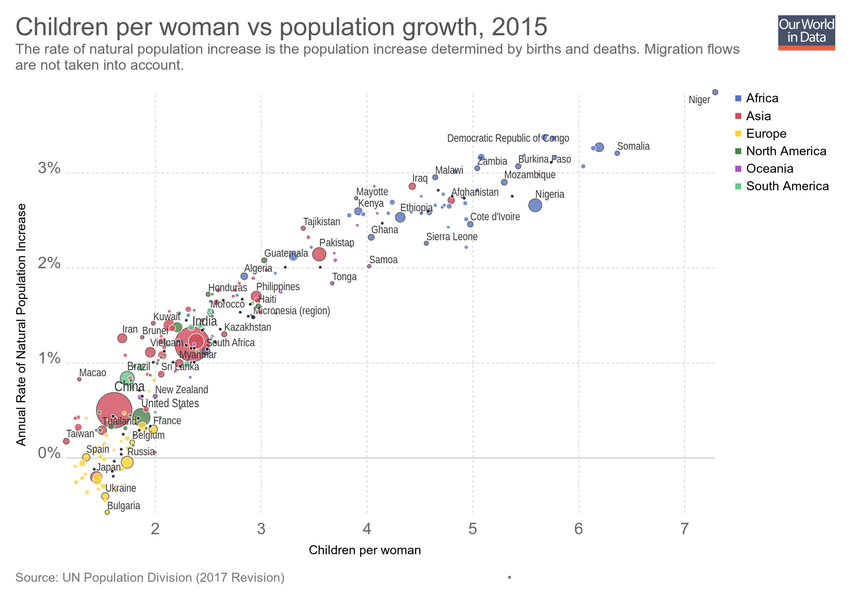 Children per woman vs population growth, 2015
The rate of natural population increase is the population increase determined by births and deaths. Migration flows
are not taken into account.
Our World
in Data
Africa
Asia
Europe
North America
Oceania
South America
Annual Rate of Natural Population Increase
3%
2%
1%
0%
Niger
Democratic Republic of Congo
Somalia
Zambia
Burkina Faso
Malawi
Mozambique
Iraq
Mayotte
Afghanistan
Nigeria
Kenya
Ethiopia
Cote d'Ivoire
Tajikistan
Ghana
Sierra Leone
Pakistan
Guatemala
Samoa
Algeria
Tonga
Honduras
Philippines
Morocco
Haiti
Micronesia (region)
Kuwait
India
Iran
Brunei
Kazakhstan
Vietnam
South Africa
Myanmar
Brazil
Sri Lanka
Macao
China
New Zealand
United States
Thailand
France
Taiwan
Belgium
Spain
Russia
Japan
Ukraine
Bulgaria
2
3
4
5
6
7
Children per woman
Source: UN Population Division (2017 Revision)